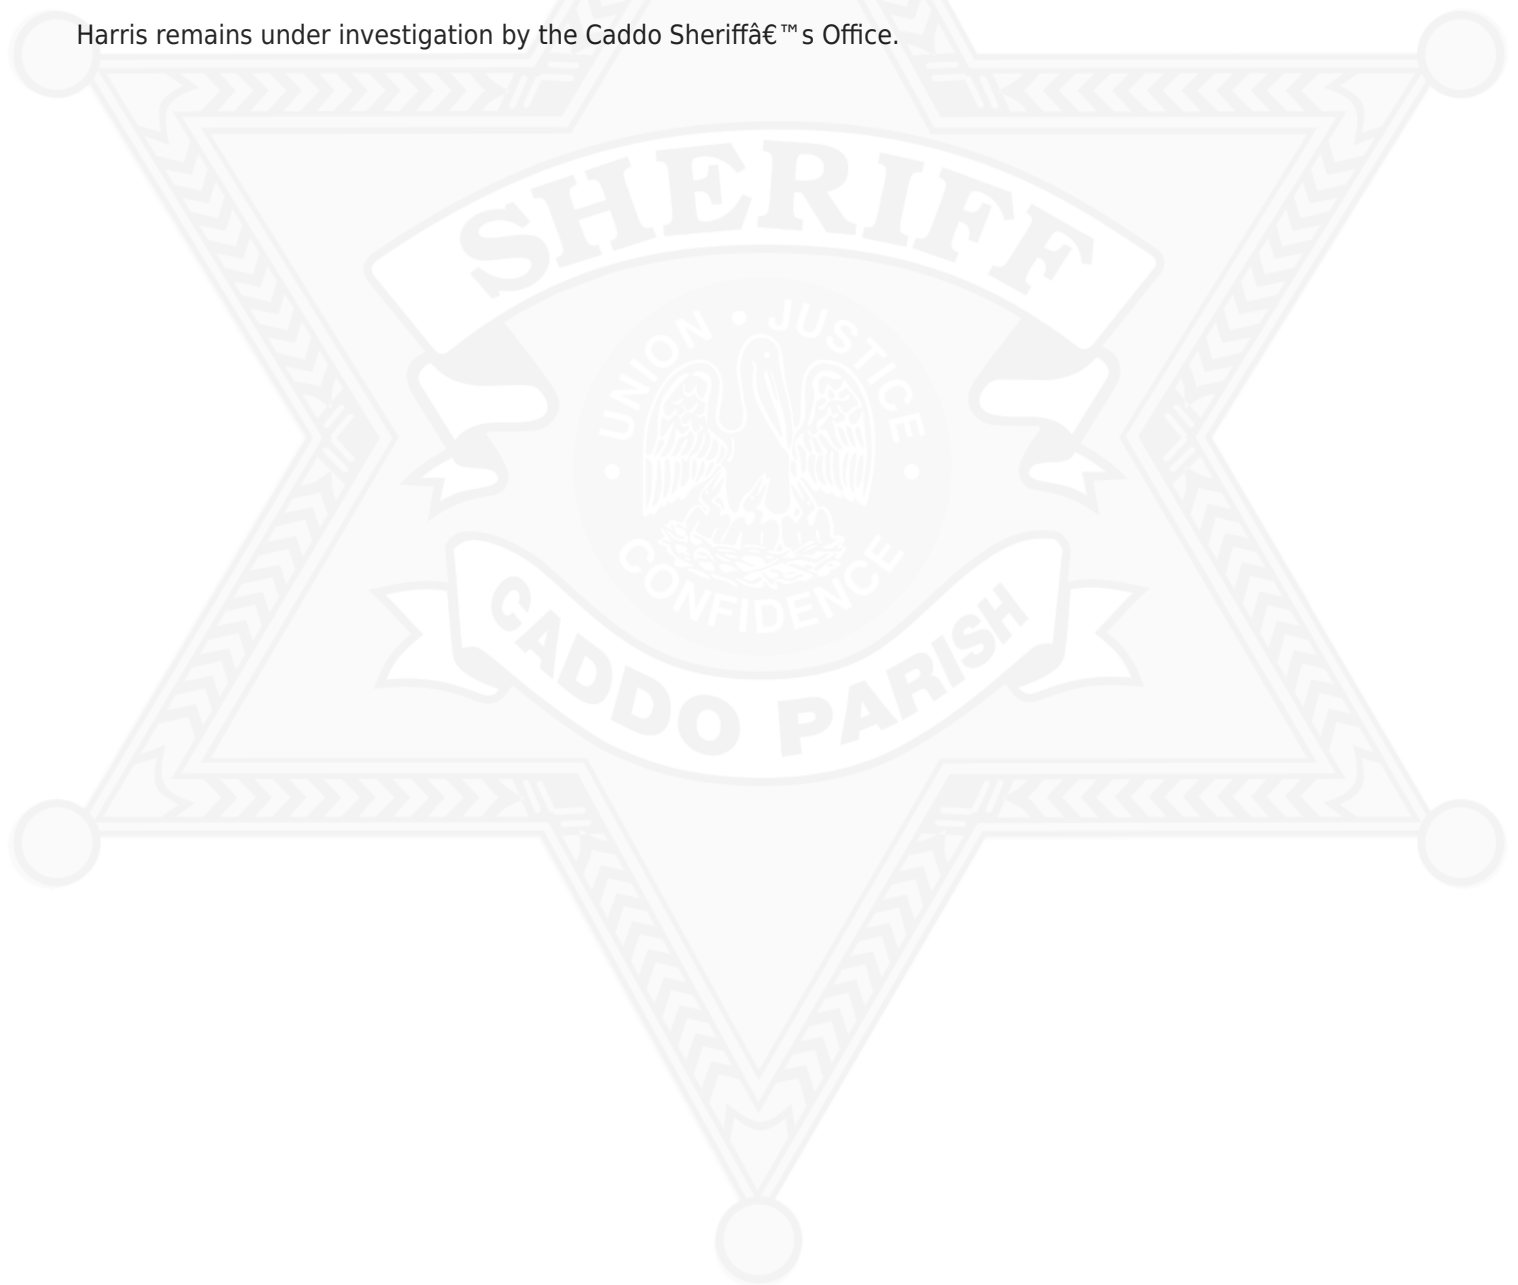 Harris remains under investigation by the Caddo Sheriffâ€™s Office.
SHERIFF
UNION • JUSTICE
• CONFIDENCE •
CADDO PARISH